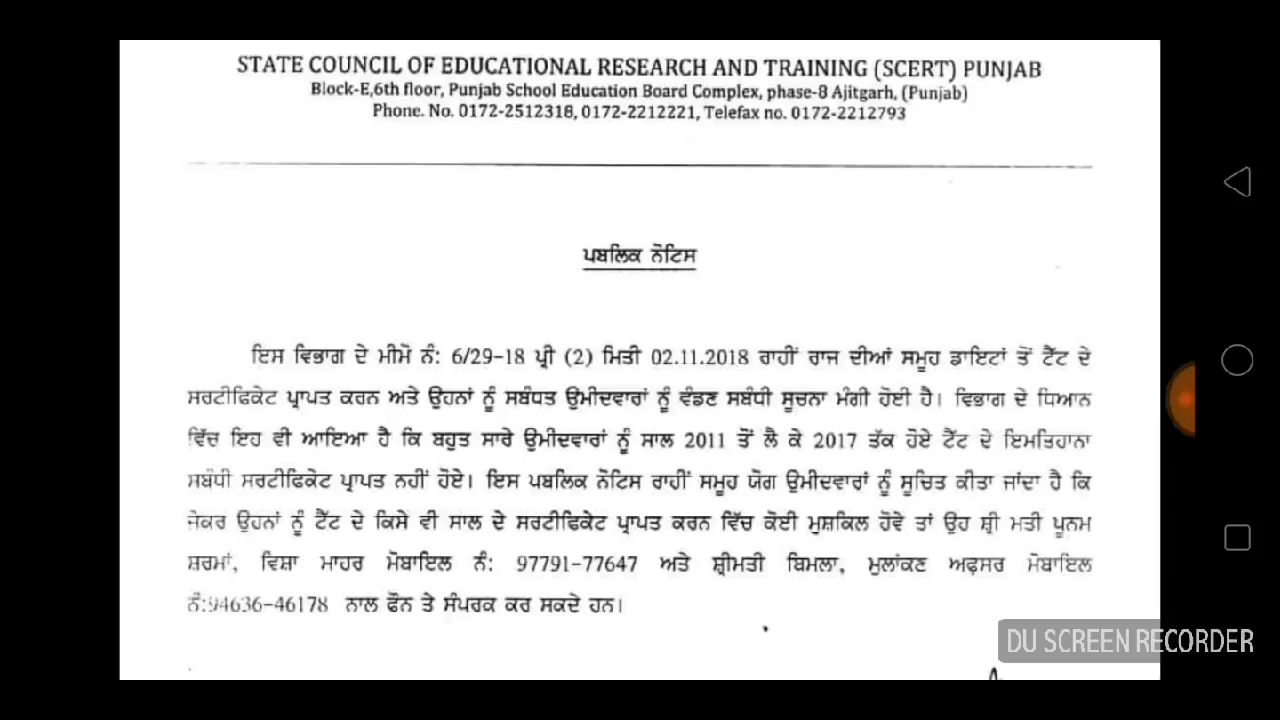 STATE COUNCIL OF EDUCATIONAL RESEARCH AND TRAINING (SCERT) PUNJAB
Block-E,6th floor, Punjab School Education Board Complex, phase-8 Ajitgarh, (Punjab)
Phone. No. 0172-2512318, 0172-2212221, Telefax no. 0172-2212793
ਪਬਲਿਕ ਨੋਟਿਸ
ਇਸ ਵਿਭਾਗ ਦੇ ਮੀਮੋ ਨੰ: 6/29-18 ਪ੍ਰੀ (2) ਮਿਤੀ 02.11.2018 ਰਾਹੀਂ ਰਾਜ ਦੀਆਂ ਸਮੂਹ ਡਾਇਟਾਂ ਤੋਂ ਟੈੱਟ ਦੇ
ਸਰਟੀਫਿਕੇਟ ਪ੍ਰਾਪਤ ਕਰਨ ਅਤੇ ਉਹਨਾਂ ਨੂੰ ਸਬੰਧਤ ਉਮੀਦਵਾਰਾਂ ਨੂੰ ਵੰਡਣ ਸਬੰਧੀ ਸੂਚਨਾ ਮੰਗੀ ਹੋਈ ਹੈ। ਵਿਭਾਗ ਦੇ ਧਿਆਨ
ਵਿੱਚ ਇਹ ਵੀ ਆਇਆ ਹੈ ਕਿ ਬਹੁਤ ਸਾਰੇ ਉਮੀਦਵਾਰਾਂ ਨੂੰ ਸਾਲ 2011 ਤੋਂ ਲੈ ਕੇ 2017 ਤੱਕ ਹੋਏ ਟੈੱਟ ਦੇ ਇਮਤਿਹਾਨਾ
ਸਬੰਧੀ ਸਰਟੀਫਿਕੇਟ ਪ੍ਰਾਪਤ ਨਹੀਂ ਹੋਏ। ਇਸ ਪਬਲਿਕ ਨੋਟਿਸ ਰਾਹੀਂ ਸਮੂਹ ਯੋਗ ਉਮੀਦਵਾਰਾਂ ਨੂੰ ਸੂਚਿਤ ਕੀਤਾ ਜਾਂਦਾ ਹੈ ਕਿ
ਜੇਕਰ ਉਹਨਾਂ ਨੂੰ ਟੈੱਟ ਦੇ ਕਿਸੇ ਵੀ ਸਾਲ ਦੇ ਸਰਟੀਫਿਕੇਟ ਪ੍ਰਾਪਤ ਕਰਨ ਵਿੱਚ ਕੋਈ ਮੁਸ਼ਕਿਲ ਹੋਵੇ ਤਾਂ ਉਹ ਸ਼੍ਰੀ ਮਤੀ ਪੂਨਮ
ਸ਼ਰਮਾਂ, ਵਿਸ਼ਾ ਮਾਹਰ ਮੋਬਾਇਲ ਨੰ: 97791-77647 ਅਤੇ ਸ਼੍ਰੀਮਤੀ ਬਿਮਲਾ, ਮੁਲਾਂਕਣ ਅਫ਼ਸਰ ਮੋਬਾਇਲ
ਨੰ:94636-46178 ਨਾਲ ਫੌਨ ਤੇ ਸੰਪਰਕ ਕਰ ਸਕਦੇ ਹਨ।
DU SCREEN RECORDER